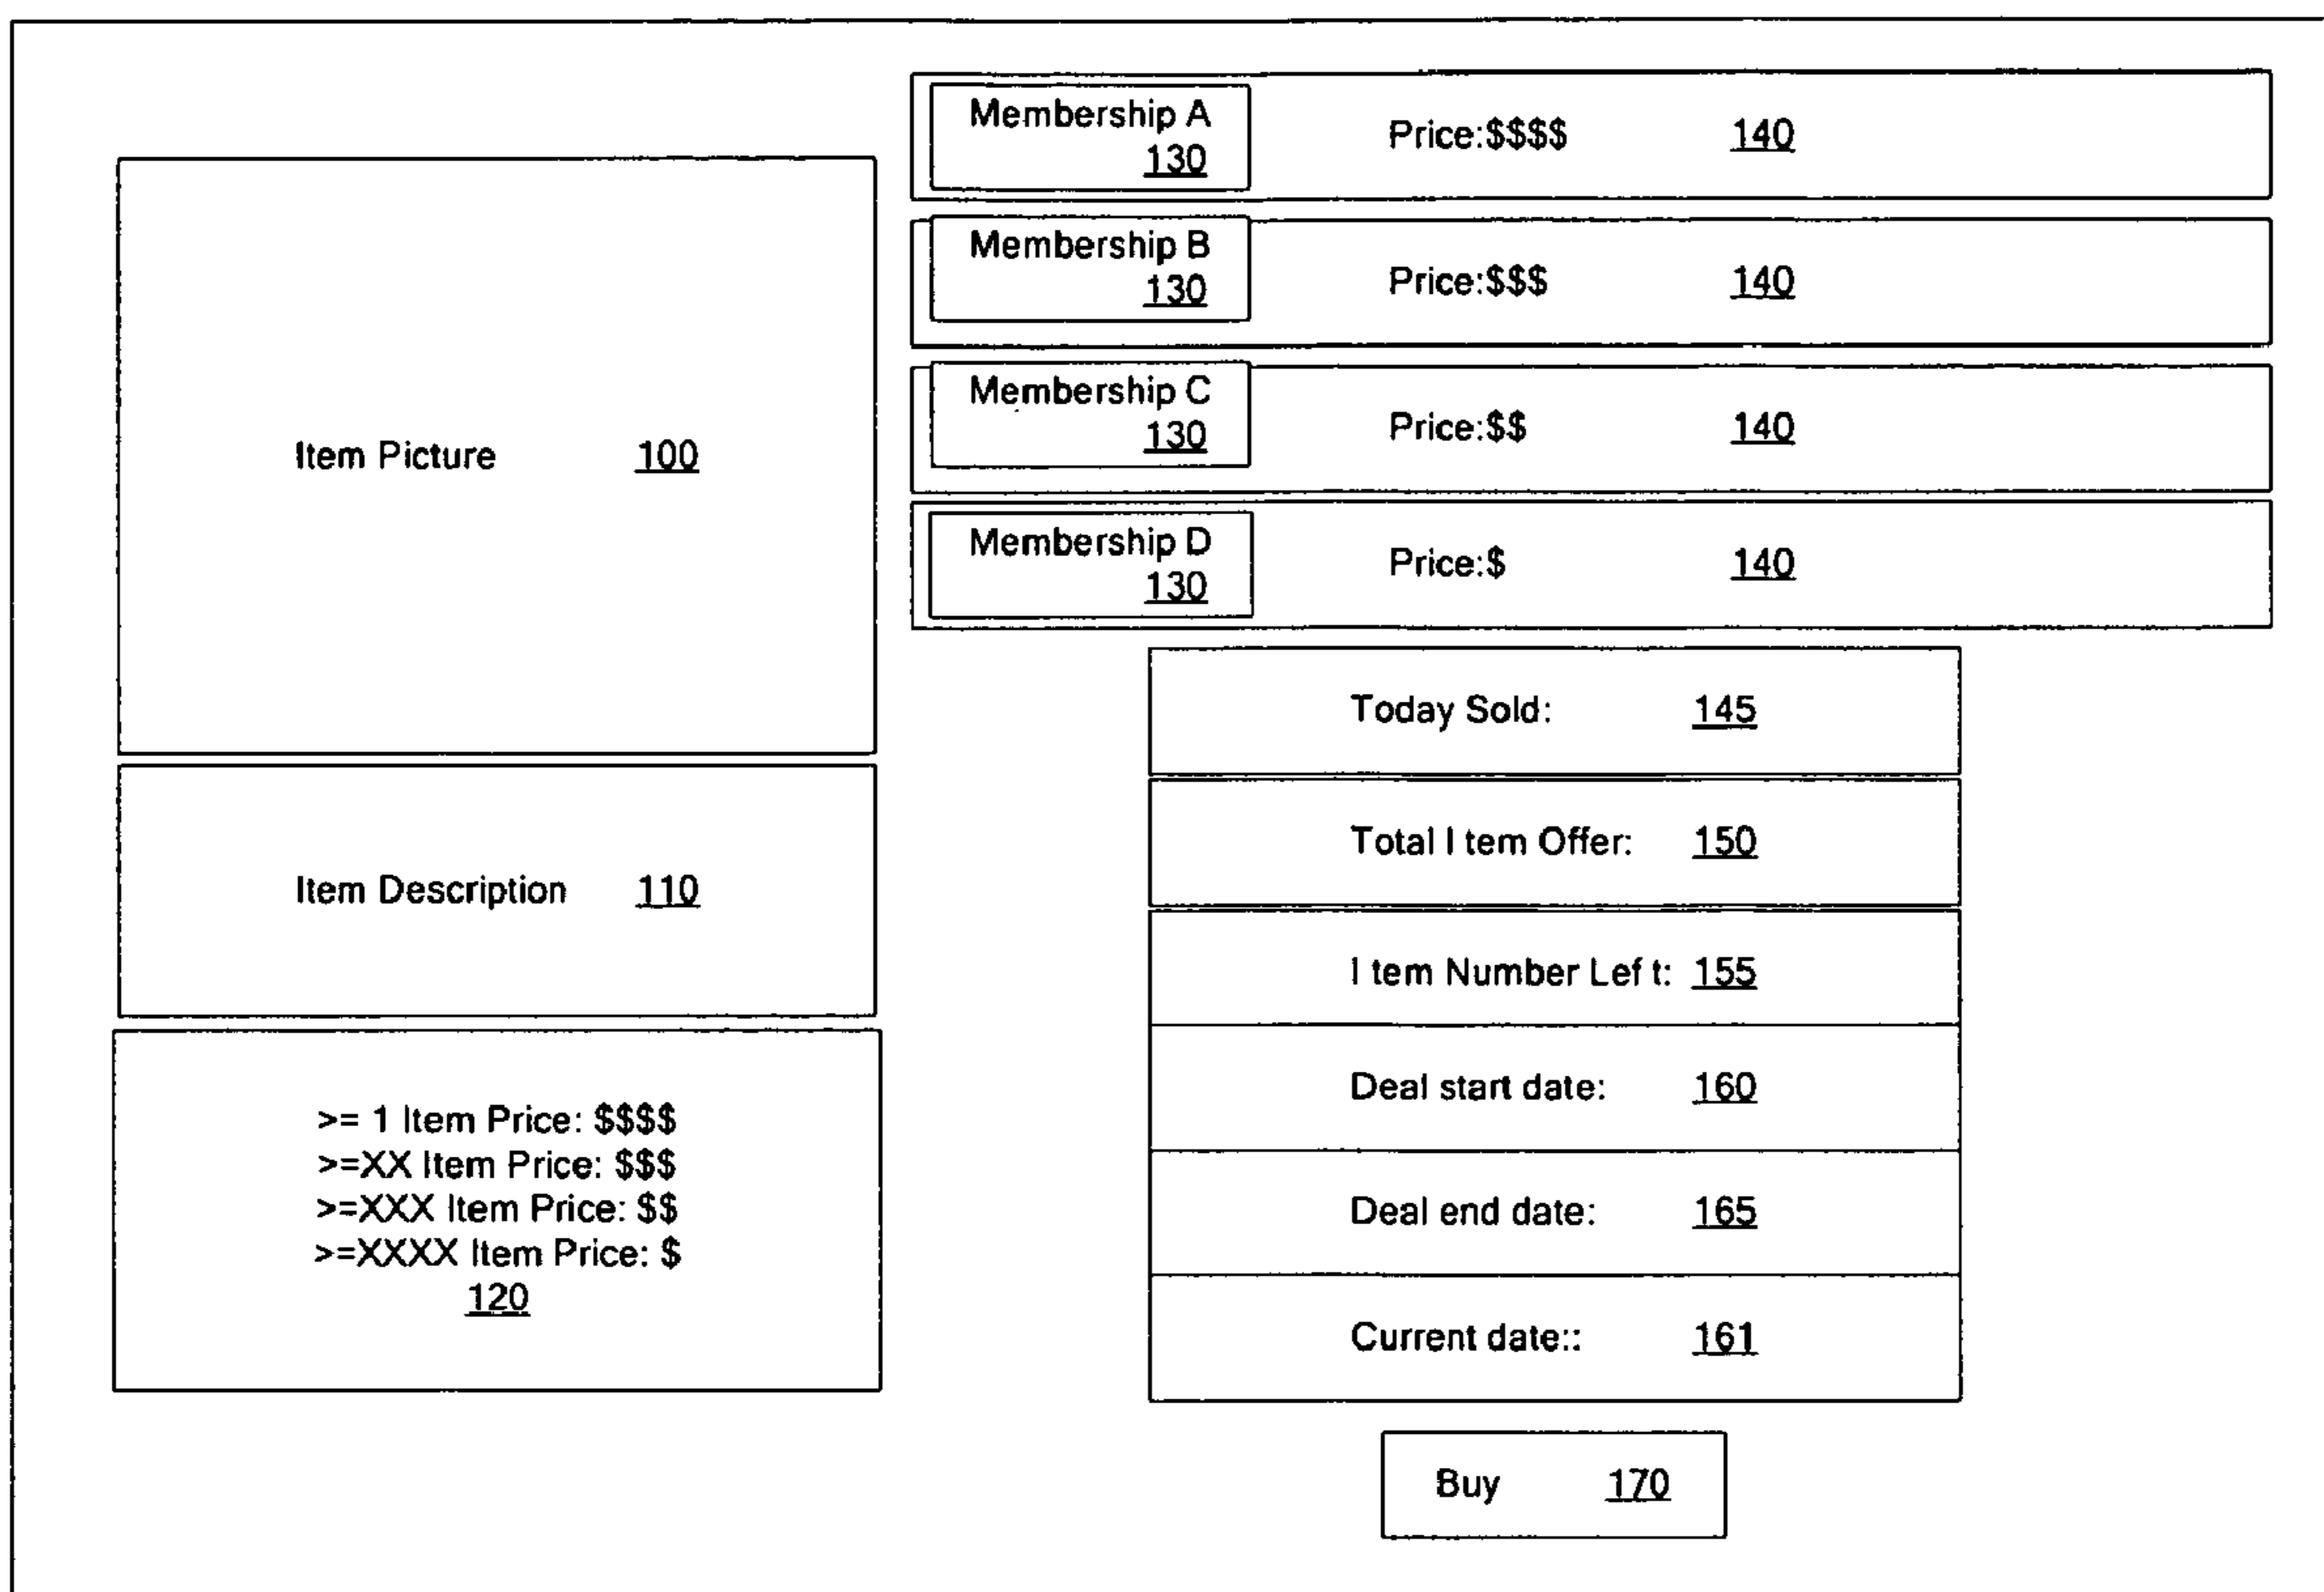 Item Picture 100
Item Description 110
>= 1 Item Price: $$$$
>=XX Item Price: $$$
>=XXX Item Price: $$
>=XXXX Item Price: $
120
Membership A
130
Price:$$$$ 140
Membership B
130
Price:$$$ 140
Membership C
130
Price:$$ 140
Membership D
130
Price:$ 140
Today Sold: 145
Total I tem Offer: 150
I tem Number Lef t: 155
Deal start date: 160
Deal end date: 165
Current date:: 161
Buy 170